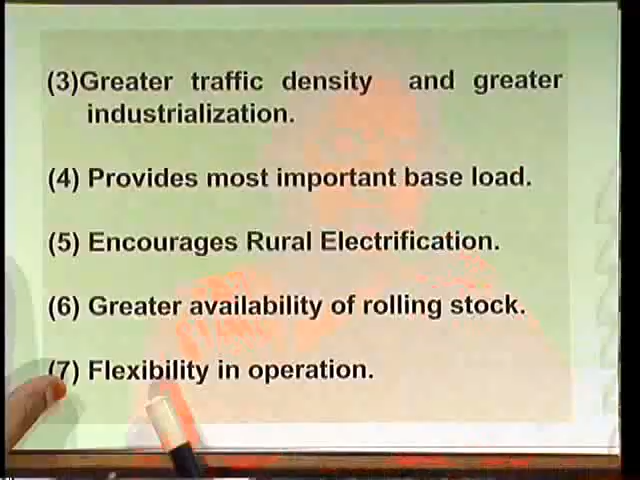 (3)Greater traffic density and greater
industrialization.
(4) Provides most important base load.
(5) Encourages Rural Electrification.
(6) Greater availability of rolling stock.
(7) Flexibility in operation.